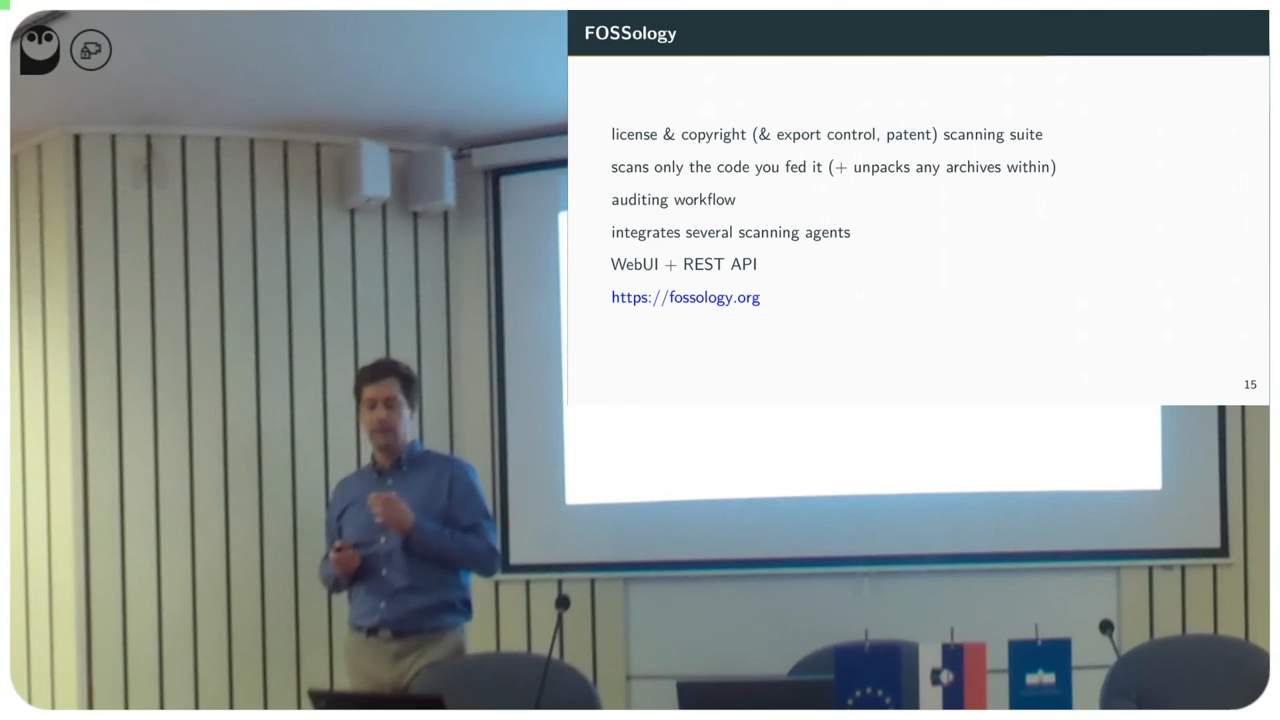 FOSSology
license & copyright (& export control, patent) scanning suite
scans only the code you fed it (+ unpacks any archives within)
auditing workflow
integrates several scanning agents
WebUI + REST API
https://fossology.org
15